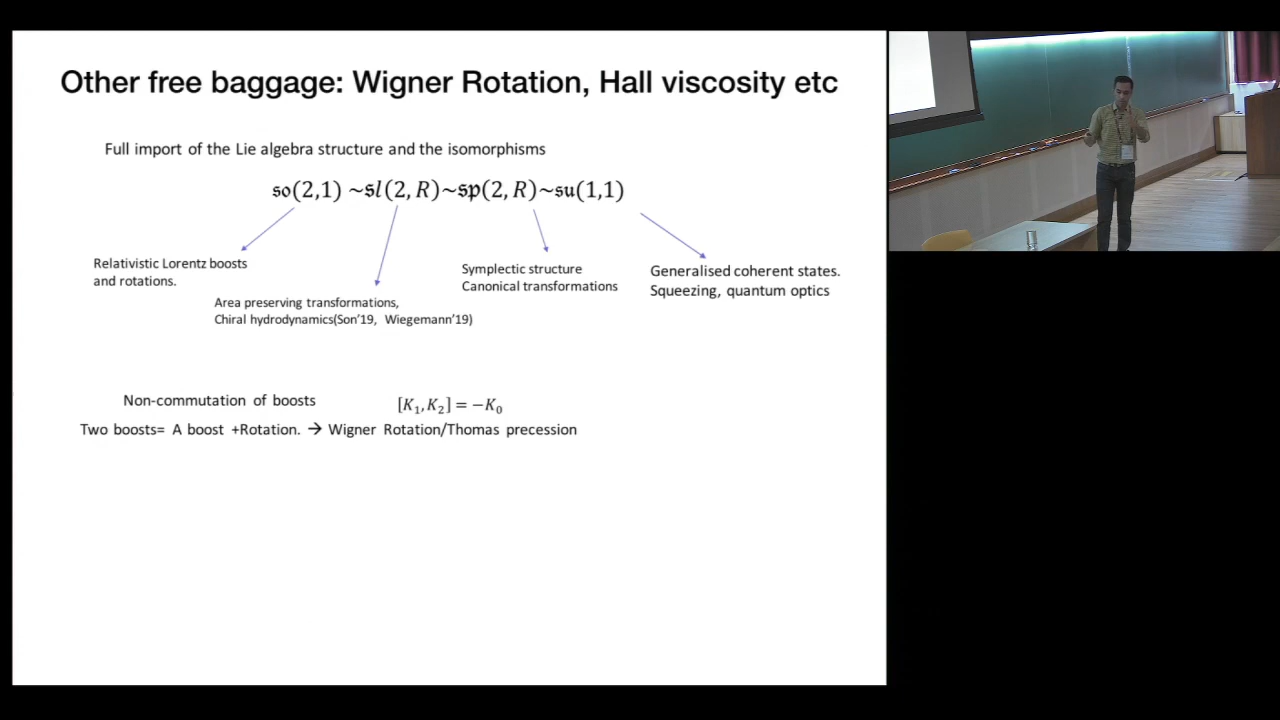 Other free baggage: Wigner Rotation, Hall viscosity etc
Full import of the Lie algebra structure and the isomorphisms
𝔰𝔬(2,1) ~𝔰l(2, R)~𝔰𝔭(2, R)~𝔰𝔲(1,1)
Relativistic Lorentz boosts
and rotations.
Area preserving transformations,
Chiral hydrodynamics(Son'19, Wiegemann'19)
Symplectic structure
Canonical transformations
Generalised coherent states.
Squeezing, quantum optics
Non-commutation of boosts
[K₁, K₂] = −K₀
Two boosts= A boost +Rotation. → Wigner Rotation/Thomas precession